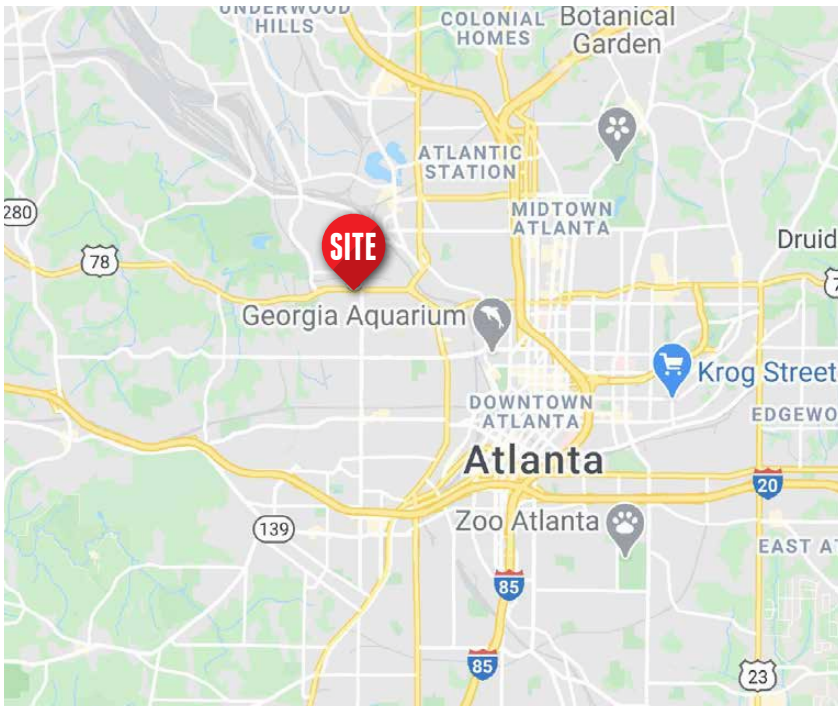 UNDERWOOD
HILLS
COLONIAL
HOMES
Botanical
Garden
ATLANTIC
STATION
280
MIDTOWN
ATLANTA
78
SITE
Druid
7
Georgia Aquarium
Krog Street
DOWNTOWN
ATLANTA
EDGEWO
Atlanta
20
139
Zoo Atlanta
EAST AT
85
85
23